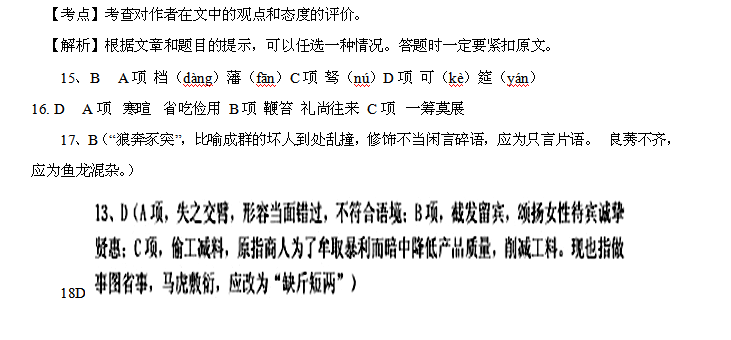 【考点】考查对作者在文中的观点和态度的评价。
【解析】根据文章和题目的提示，可以任选一种情况。答题时一定要紧扣原文。
15、B A项 档（dàng）藩（fān）C项 驽（nú）D项 可（kè）筵（yán）
16. D A项 寒喧 省吃俭用 B项 鞭笞 礼尚往来 C项 一筹莫展
17、B（“狼奔豕突”，比喻成群的坏人到处乱撞，修饰不当闲言碎语，应为只言片语。 良莠不齐，
应为鱼龙混杂。）
13、D（A项，失之交臂，形容当面错过，不符合语境；B项，截发留宾，颂扬女性待宾诚挚
贤惠；C项，偷工减料，原指商人为了牟取暴利而暗中降低产品质量，削减工料。现也指做
事图省事，马虎敷衍，应改为“缺斤短两”）
18D